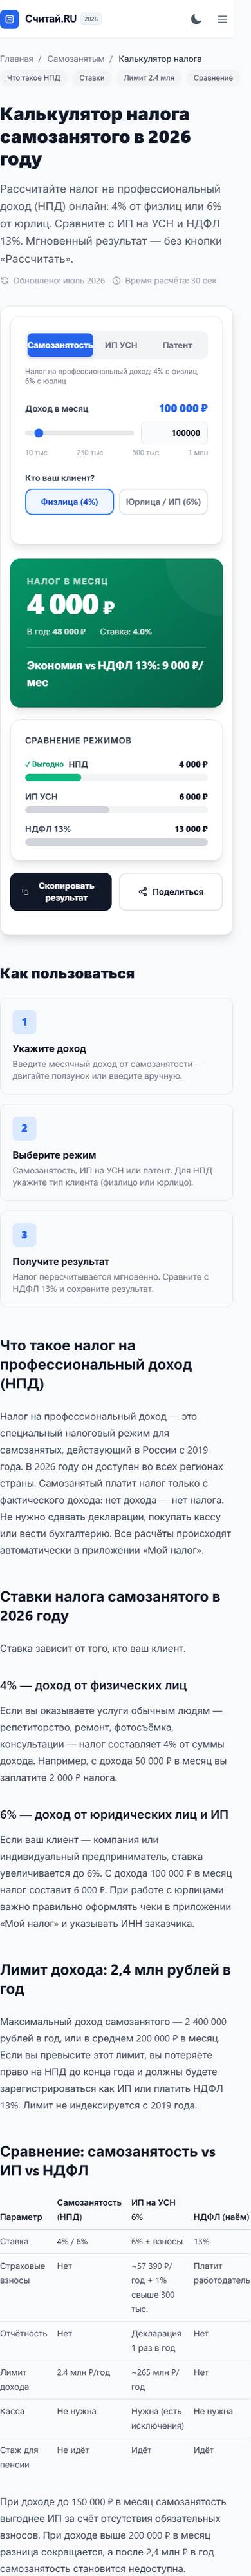 Считай.RU 2026
Главная / Самозанятым / Калькулятор налога
Что такое НПД Ставки Лимит 2.4 млн Сравнение
Калькулятор налога
самозанятого в 2026
году
Рассчитайте налог на профессиональный
доход (НПД) онлайн: 4% от физлиц или 6%
от юрлиц. Сравните с ИП на УСН и НДФЛ
13%. Мгновенный результат — без кнопки
«Рассчитать».
Обновлено: июль 2026 Время расчёта: 30 сек
Самозанятость ИП УСН Патент
Налог на профессиональный доход: 4% с физлиц,
6% с юрлиц
Доход в месяц 100 000 ₽
100000
10 тыс 250 тыс 500 тыс 1 млн
Кто ваш клиент?
Физлица (4%) Юрлица / ИП (6%)
НАЛОГ В МЕСЯЦ
4 000 ₽
В год: 48 000 ₽ Ставка: 4.0%
Экономия vs НДФЛ 13%: 9 000 ₽/
мес
СРАВНЕНИЕ РЕЖИМОВ
✓ Выгодно НПД 4 000 ₽
ИП УСН 6 000 ₽
НДФЛ 13% 13 000 ₽
Скопировать
результат
Поделиться
Как пользоваться
1
Укажите доход
Введите месячный доход от самозанятости —
двигайте ползунок или введите вручную.
2
Выберите режим
Самозанятость, ИП на УСН или патент. Для НПД
укажите тип клиента (физлицо или юрлицо).
3
Получите результат
Налог пересчитывается мгновенно. Сравните с
НДФЛ 13% и сохраните результат.
Что такое налог на
профессиональный доход
(НПД)
Налог на профессиональный доход — это
специальный налоговый режим для
самозанятых, действующий в России с 2019
года. В 2026 году он доступен во всех регионах
страны. Самозанятый платит налог только с
фактического дохода: нет дохода — нет налога.
Не нужно сдавать декларации, покупать кассу
или вести бухгалтерию. Все расчёты происходят
автоматически в приложении «Мой налог».
Ставки налога самозанятого в
2026 году
Ставка зависит от того, кто ваш клиент.
4% — доход от физических лиц
Если вы оказываете услуги обычным людям —
репетиторство, ремонт, фотосъёмка,
консультации — налог составляет 4% от суммы
дохода. Например, с дохода 50 000 ₽ в месяц вы
заплатите 2 000 ₽ налога.
6% — доход от юридических лиц и ИП
Если ваш клиент — компания или
индивидуальный предприниматель, ставка
увеличивается до 6%. С дохода 100 000 ₽ в месяц
налог составит 6 000 ₽. При работе с юрлицами
важно правильно оформлять чеки в приложении
«Мой налог» и указывать ИНН заказчика.
Лимит дохода: 2,4 млн рублей в
год
Максимальный доход самозанятого — 2 400 000
рублей в год, или в среднем 200 000 ₽ в месяц.
Если вы превысите этот лимит, вы потеряете
право на НПД до конца года и должны будете
зарегистрироваться как ИП или платить НДФЛ
13%. Лимит не индексируется с 2019 года.
Сравнение: самозанятость vs
ИП vs НДФЛ
Параметр Самозанятость (НПД) ИП на УСН 6% НДФЛ (наём)
Ставка 4% / 6% 6% + взносы 13%
Страховые взносы Нет ~57 390 ₽/год + 1% свыше 300 тыс. Платит работодатель
Отчётность Нет Декларация 1 раз в год Нет
Лимит дохода 2,4 млн ₽/год ~265 млн ₽/год Нет
Касса Не нужна Нужна (есть исключения) Не нужна
Стаж для пенсии Не идёт Идёт Идёт
При доходе до 150 000 ₽ в месяц самозанятость
выгоднее ИП за счёт отсутствия обязательных
взносов. При доходе выше 200 000 ₽ в месяц
разница сокращается, а после 2,4 млн ₽ в год
самозанятость становится недоступна.